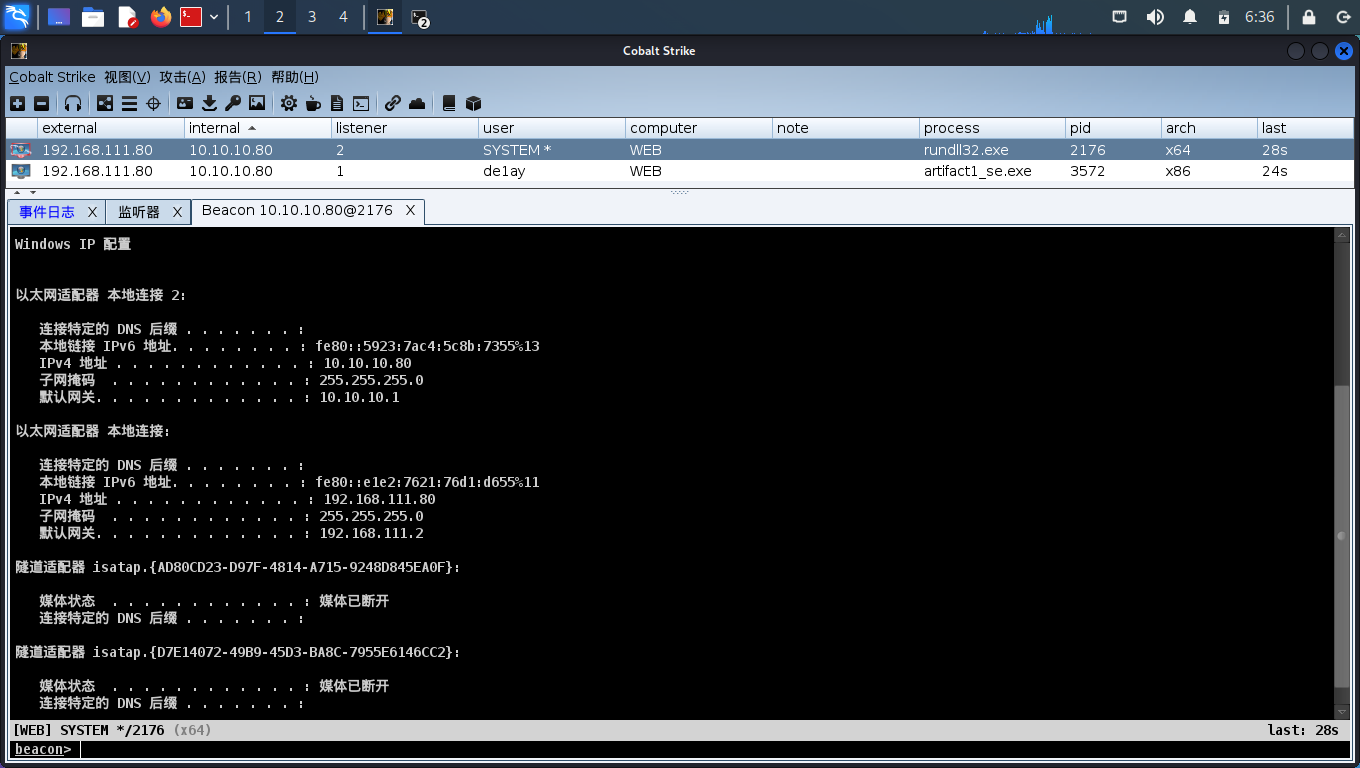 1 2 3 4 2 6:36
Cobalt Strike
Cobalt Strike 视图(V) 攻击(A) 报告(R) 帮助(H)
external internal listener user computer note process pid arch last
192.168.111.80 10.10.10.80 2 SYSTEM * WEB rundll32.exe 2176 x64 28s
192.168.111.80 10.10.10.80 1 de1ay WEB artifact1_se.exe 3572 x86 24s
事件日志 X 监听器 X Beacon 10.10.10.80@2176 X
Windows IP 配置
以太网适配器 本地连接 2:
连接特定的 DNS 后缀 . . . . . . . :
本地链接 IPv6 地址. . . . . . . . : fe80::5923:7ac4:5c8b:7355%13
IPv4 地址 . . . . . . . . . . . . : 10.10.10.80
子网掩码  . . . . . . . . . . . . : 255.255.255.0
默认网关. . . . . . . . . . . . . : 10.10.10.1
以太网适配器 本地连接:
连接特定的 DNS 后缀 . . . . . . . :
本地链接 IPv6 地址. . . . . . . . : fe80::e1e2:7621:76d1:d655%11
IPv4 地址 . . . . . . . . . . . . : 192.168.111.80
子网掩码  . . . . . . . . . . . . : 255.255.255.0
默认网关. . . . . . . . . . . . . : 192.168.111.2
隧道适配器 isatap.{AD80CD23-D97F-4814-A715-9248D845EA0F}:
媒体状态  . . . . . . . . . . . . : 媒体已断开
连接特定的 DNS 后缀 . . . . . . . :
隧道适配器 isatap.{D7E14072-49B9-45D3-BA8C-7955E6146CC2}:
媒体状态  . . . . . . . . . . . . : 媒体已断开
连接特定的 DNS 后缀 . . . . . . . :
[WEB] SYSTEM */2176 (x64) last: 28s
beacon>